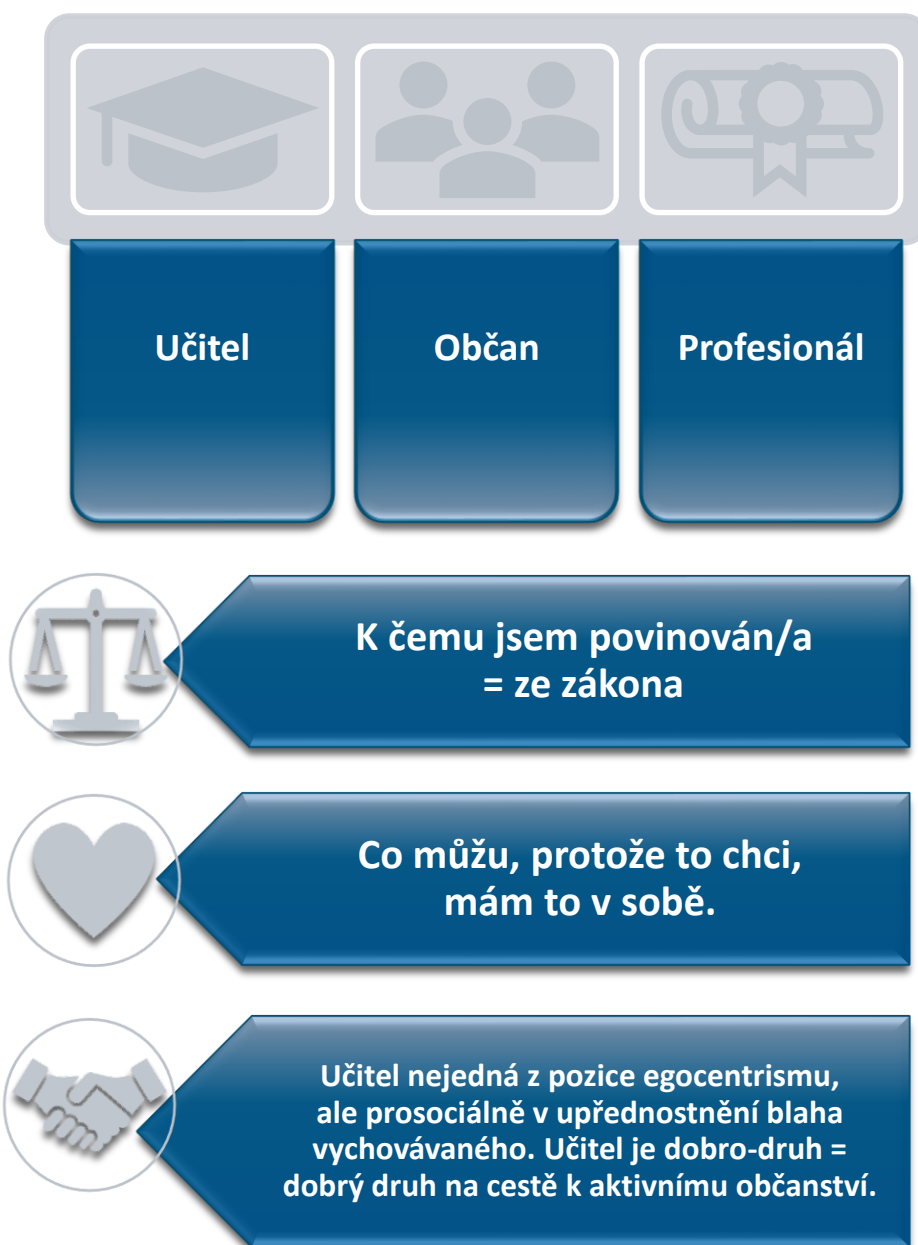 Učitel
Občan
Profesionál
K čemu jsem povinován/a
= ze zákona
Co můžu, protože to chci,
mám to v sobě.
Učitel nejedná z pozice egocentrismu,
ale prosociálně v upřednostnění blaha
vychovávaného. Učitel je dobro-druh =
dobrý druh na cestě k aktivnímu občanství.